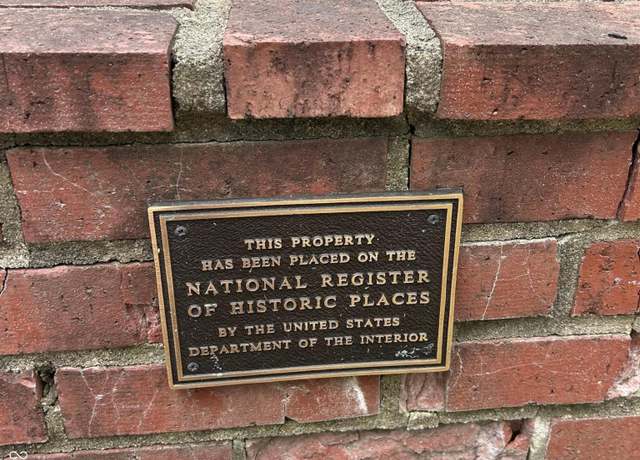 THIS PROPERTY
HAS BEEN PLACED ON THE
NATIONAL REGISTER
OF HISTORIC PLACES
BY THE UNITED STATES
DEPARTMENT OF THE INTERIOR